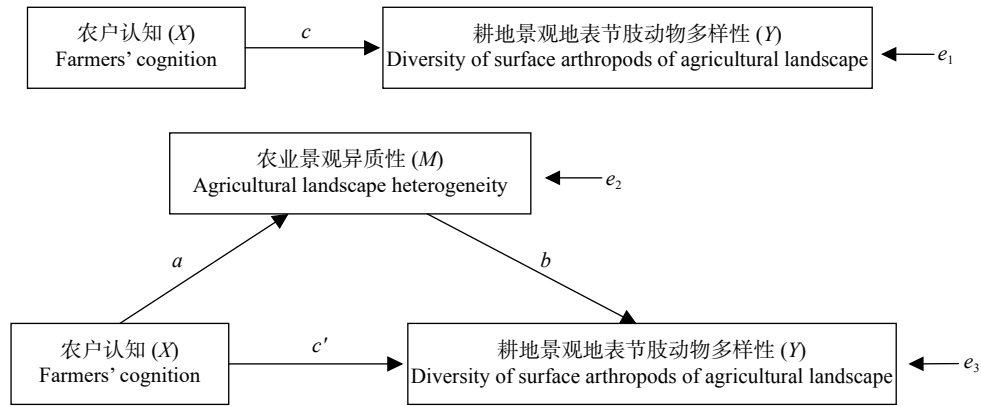 农户认知 (X)
Farmers' cognition
c
耕地景观地表节肢动物多样性 (Y)
Diversity of surface arthropods of agricultural landscape
e₁
农业景观异质性 (M)
Agricultural landscape heterogeneity
e₂
a
b
农户认知 (X)
Farmers' cognition
c′
耕地景观地表节肢动物多样性 (Y)
Diversity of surface arthropods of agricultural landscape
e₃